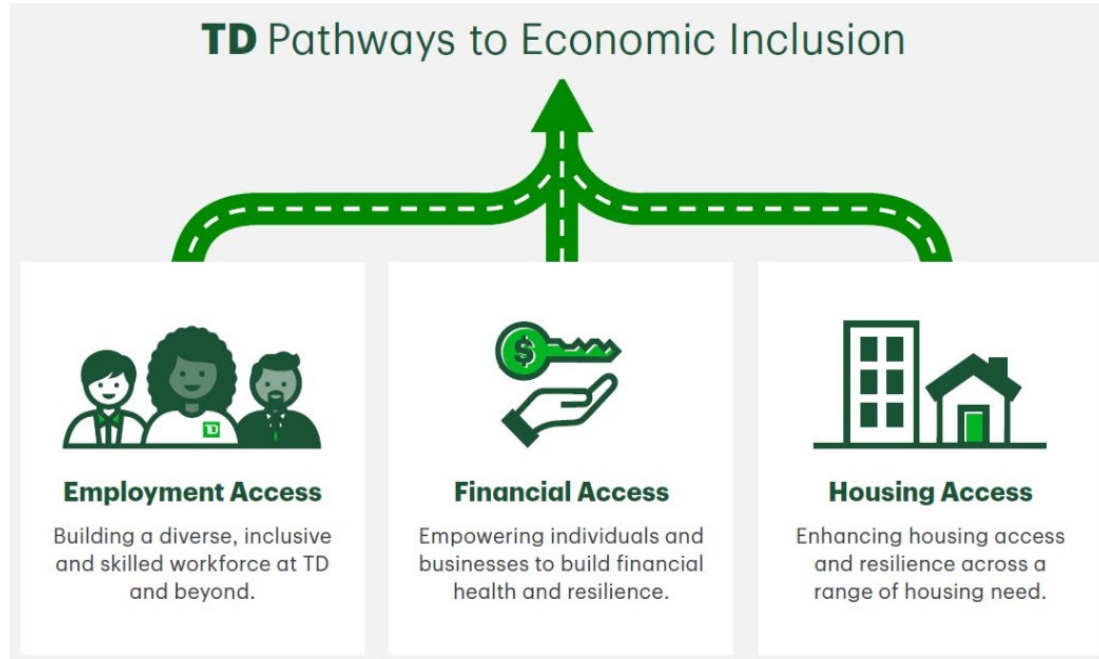 TD Pathways to Economic Inclusion
TD
$
Employment Access
Building a diverse, inclusive
and skilled workforce at TD
and beyond.
Financial Access
Empowering individuals and
businesses to build financial
health and resilience.
Housing Access
Enhancing housing access
and resilience across a
range of housing need.